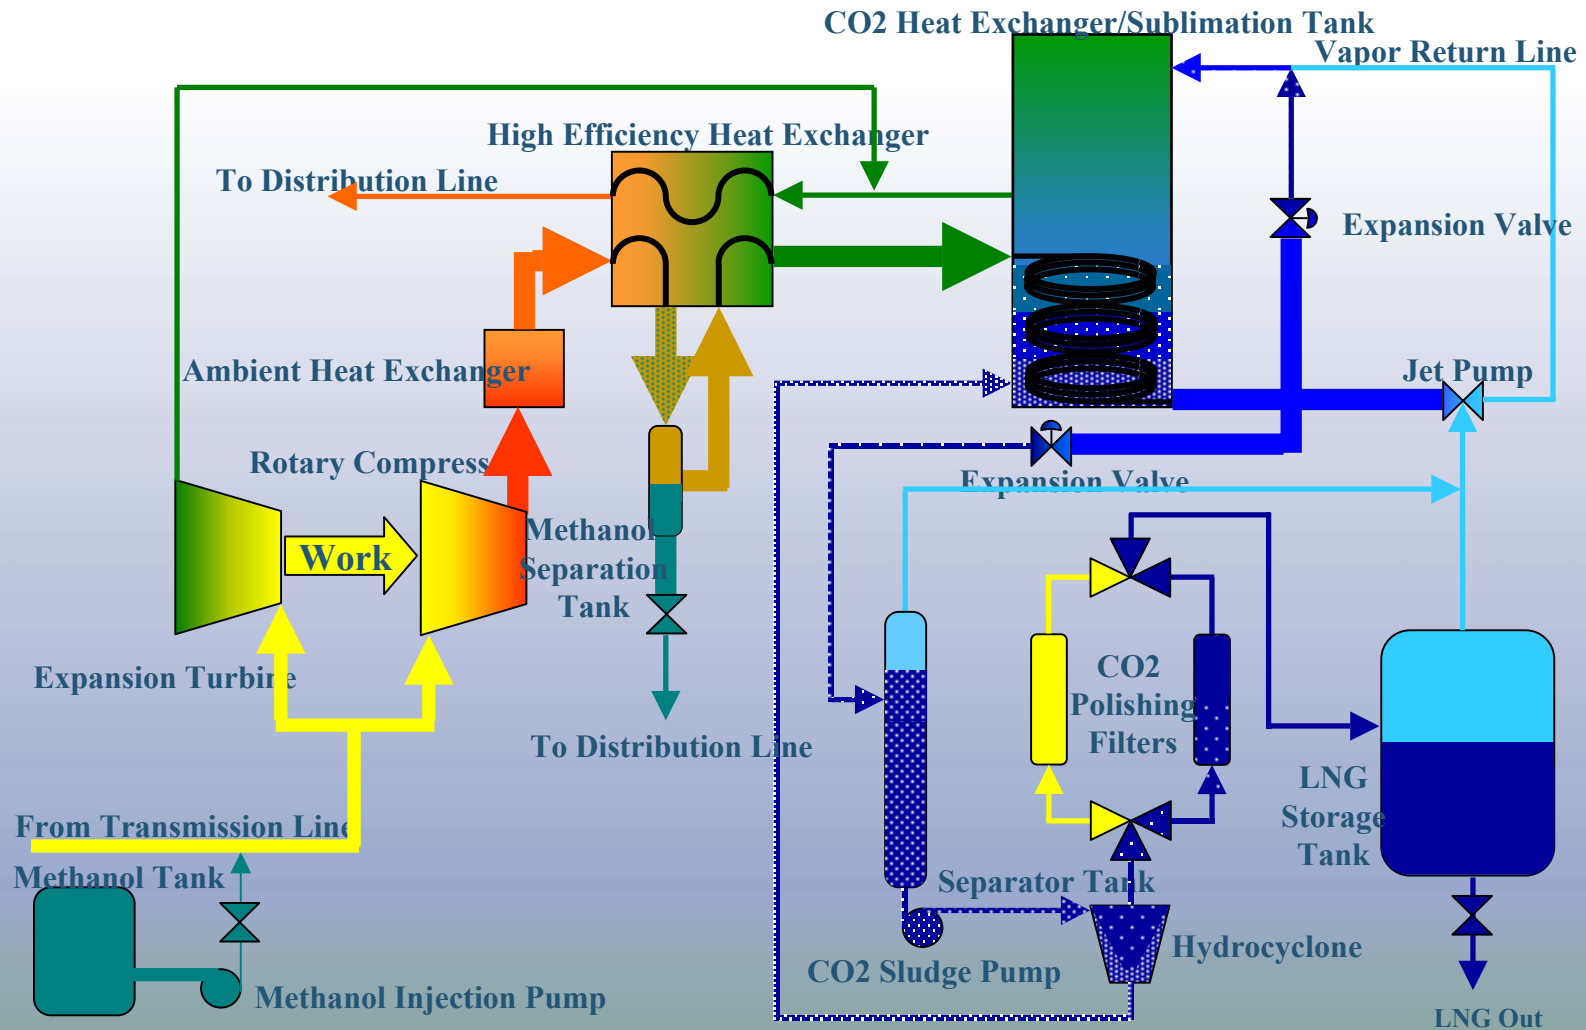 CO2 Heat Exchanger/Sublimation Tank
Vapor Return Line
High Efficiency Heat Exchanger
To Distribution Line
Expansion Valve
Ambient Heat Exchanger
Jet Pump
Rotary Compress
Expansion Valve
Methanol
Separation
Tank
Work
Expansion Turbine
CO2
Polishing
Filters
To Distribution Line
LNG
Storage
Tank
From Transmission Line
Methanol Tank
Separator Tank
Hydrocyclone
CO2 Sludge Pump
Methanol Injection Pump
LNG Out